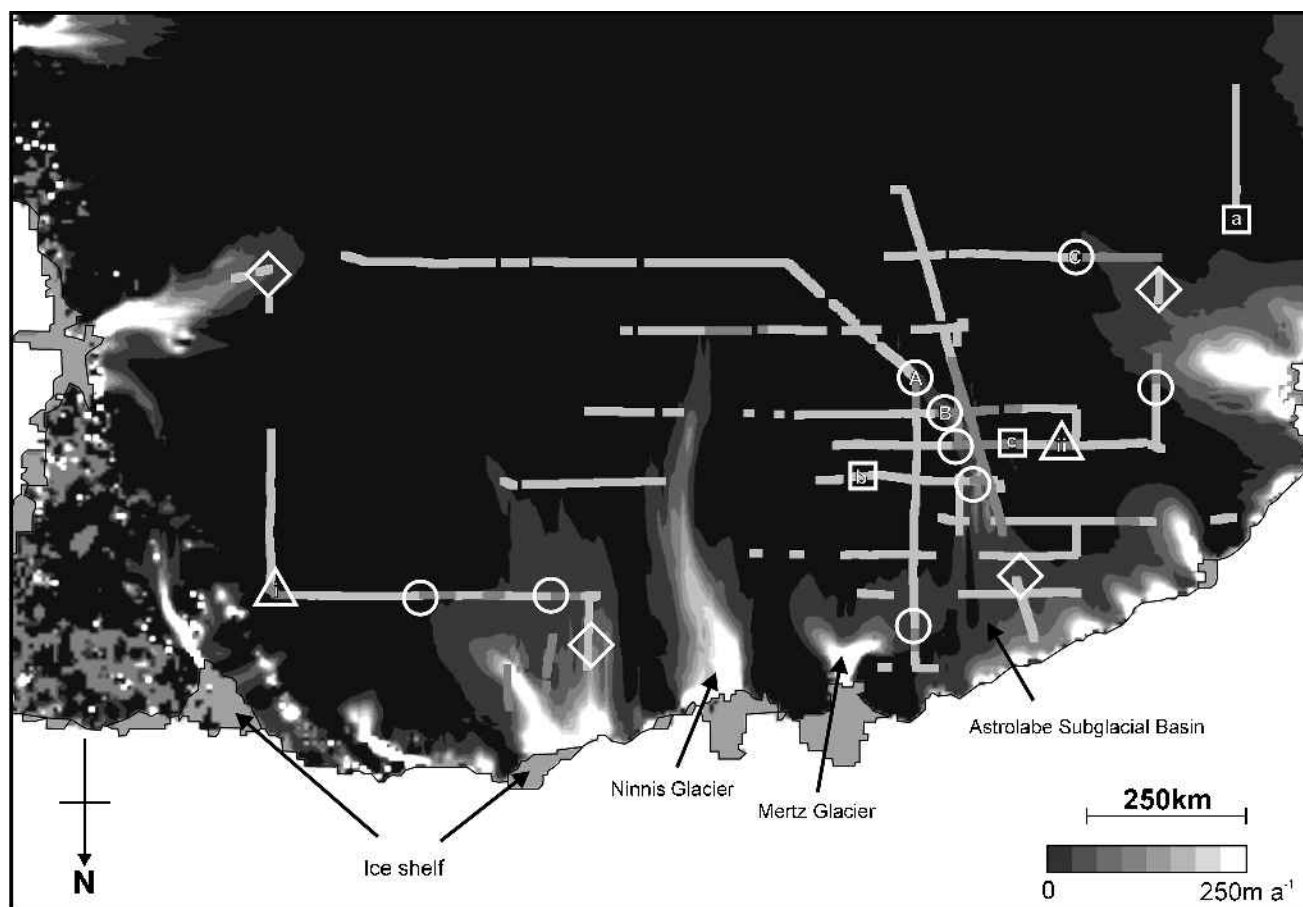 a
C
A
B
c
ii
b
i
Astrolabe Subglacial Basin
Ninnis Glacier
Mertz Glacier
Ice shelf
N
250km
0 250m a⁻¹